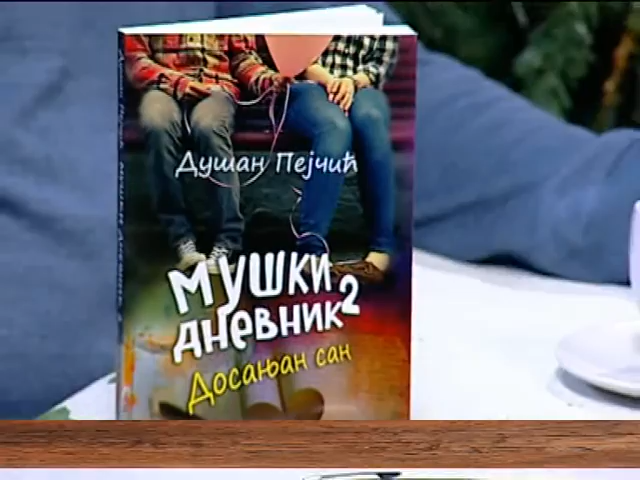 Душан Пејчић
мушки
дневник 2
Досањан сан